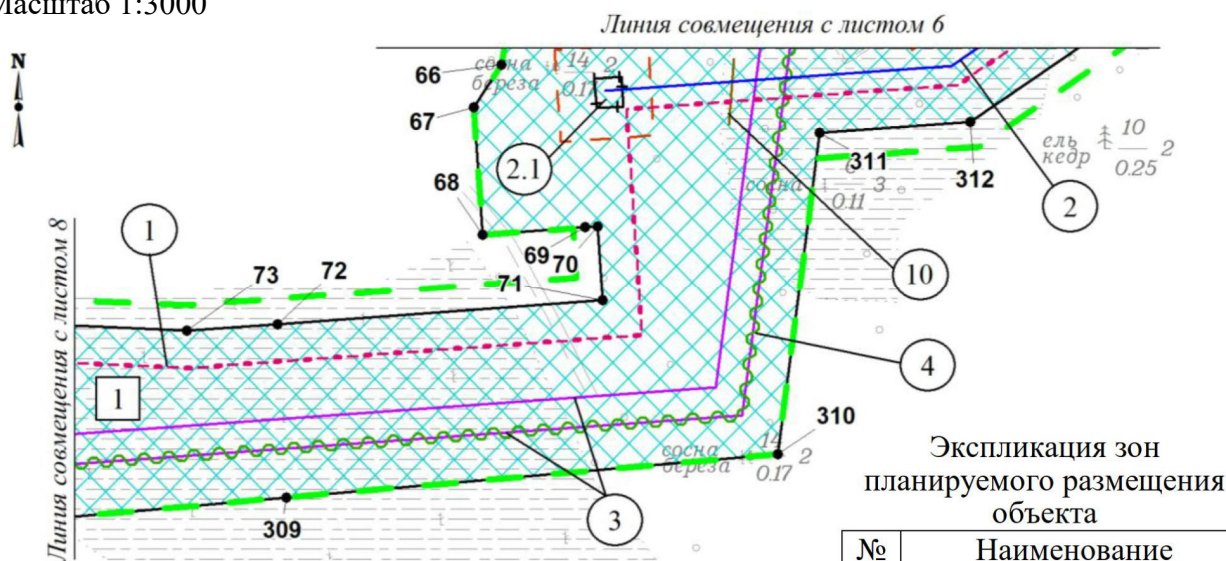 Масштаб 1:3000
Линия совмещения с листом 6
N
66
сосна
береза
14
0.17
2
67
2.1
311
312
ель
кедр
10
0.25
2
68
сосна
6
0.11
3
2
1
69
70
10
73
72
71
Линия совмещения с листом 8
4
1
310
сосна
береза
14
0.17
2
309
3
Экспликация зон
планируемого размещения
объекта
№
Наименование